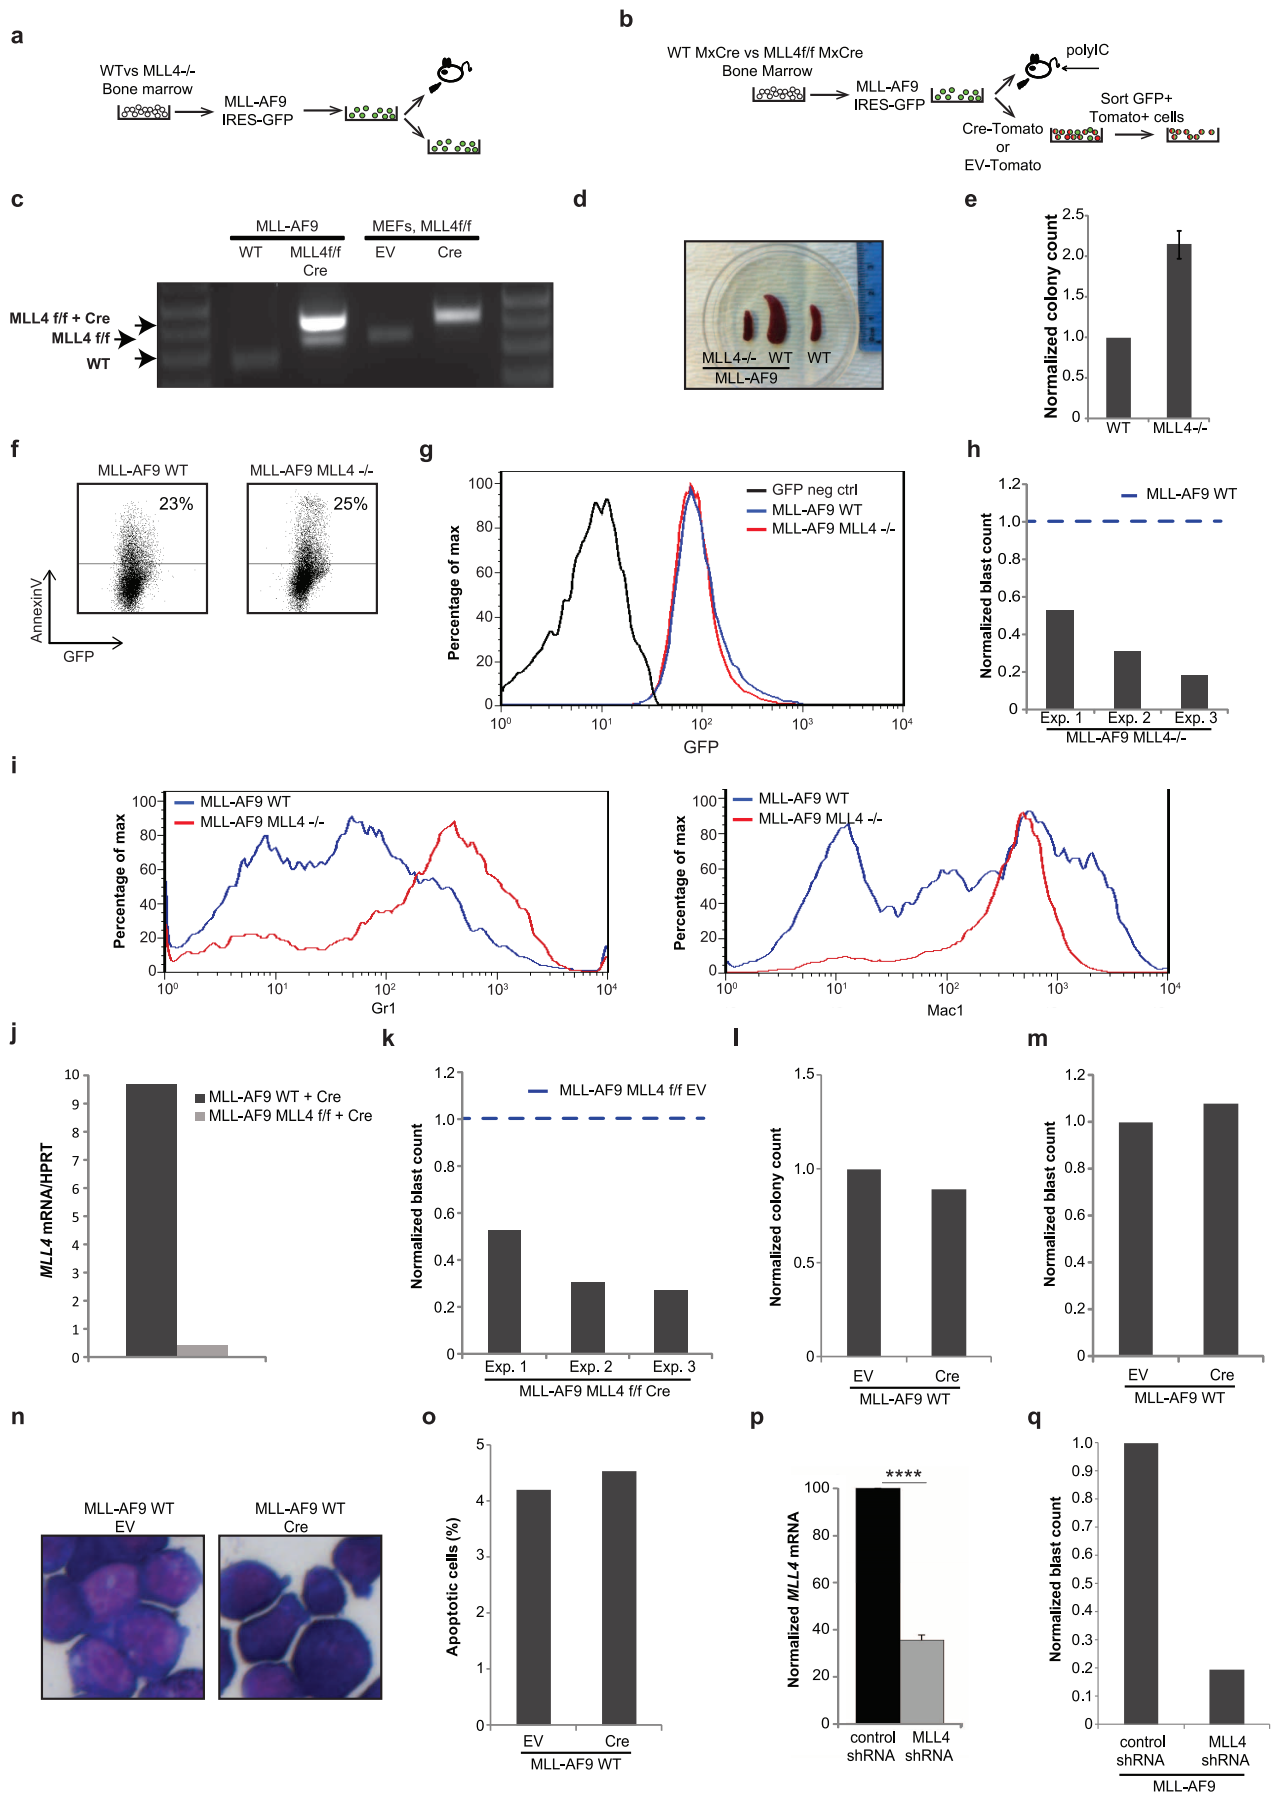 a
WTvs MLL4-/-
Bone marrow
MLL-AF9
IRES-GFP
b
WT MxCre vs MLL4f/f MxCre
Bone Marrow
MLL-AF9
IRES-GFP
polyIC
Cre-Tomato
or
EV-Tomato
Sort GFP+
Tomato+ cells
c
MLL-AF9
MEFs, MLL4f/f
WT
MLL4f/f
Cre
EV
Cre
MLL4 f/f + Cre
MLL4 f/f
WT
d
MLL4-/- WT WT
MLL-AF9
e
Normalized colony count
2.5
2.0
1.5
1.0
0.5
0
WT
MLL4-/-
f
MLL-AF9 WT
MLL-AF9 MLL4 -/-
23%
25%
AnnexinV
GFP
g
Percentage of max
100
80
60
40
20
0
GFP neg ctrl
MLL-AF9 WT
MLL-AF9 MLL4 -/-
10⁰ 10¹ 10² 10³ 10⁴
GFP
h
Normalized blast count
1.2
1.0
0.8
0.6
0.4
0.2
0
MLL-AF9 WT
Exp. 1 Exp. 2 Exp. 3
MLL-AF9 MLL4-/-
i
Percentage of max
100
80
60
40
20
0
MLL-AF9 WT
MLL-AF9 MLL4 -/-
10⁰ 10¹ 10² 10³ 10⁴
Gr1
Percentage of max
100
80
60
40
20
0
MLL-AF9 WT
MLL-AF9 MLL4 -/-
10⁰ 10¹ 10² 10³ 10⁴
Mac1
j
MLL4 mRNA/HPRT
10
9
8
7
6
5
4
3
2
1
0
MLL-AF9 WT + Cre
MLL-AF9 MLL4 f/f + Cre
k
Normalized blast count
1.2
1.0
0.8
0.6
0.4
0.2
0
MLL-AF9 MLL4 f/f EV
Exp. 1 Exp. 2 Exp. 3
MLL-AF9 MLL4 f/f Cre
l
Normalized colony count
1.5
1.0
0.5
0
EV Cre
MLL-AF9 WT
m
Normalized blast count
1.2
1.0
0.8
0.6
0.4
0.2
0
EV Cre
MLL-AF9 WT
n
MLL-AF9 WT
EV
MLL-AF9 WT
Cre
o
Apoptotic cells (%)
5
4
3
2
1
0
EV Cre
MLL-AF9 WT
p
Normalized MLL4 mRNA
100
80
60
40
20
0
****
control
shRNA
MLL4
shRNA
q
Normalized blast count
1.0
0.9
0.8
0.7
0.6
0.5
0.4
0.3
0.2
0.1
0
control
shRNA
MLL4
shRNA
MLL-AF9